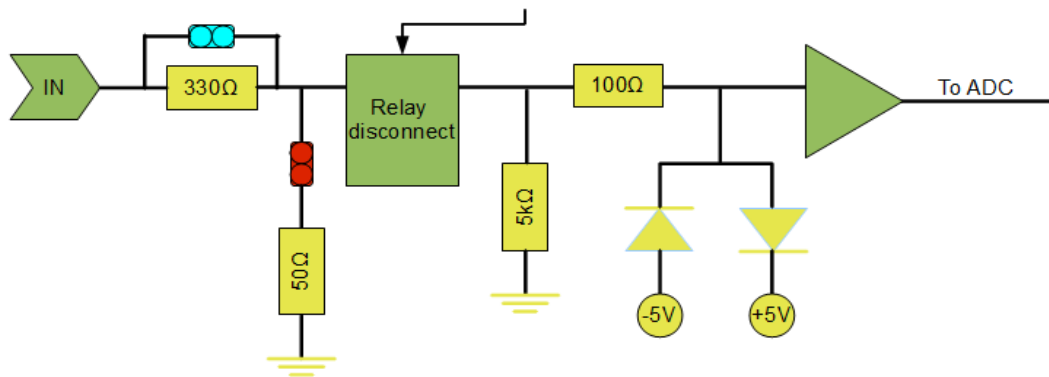 IN
330Ω
Relay
disconnect
100Ω
To ADC
5kΩ
50Ω
-5V
+5V